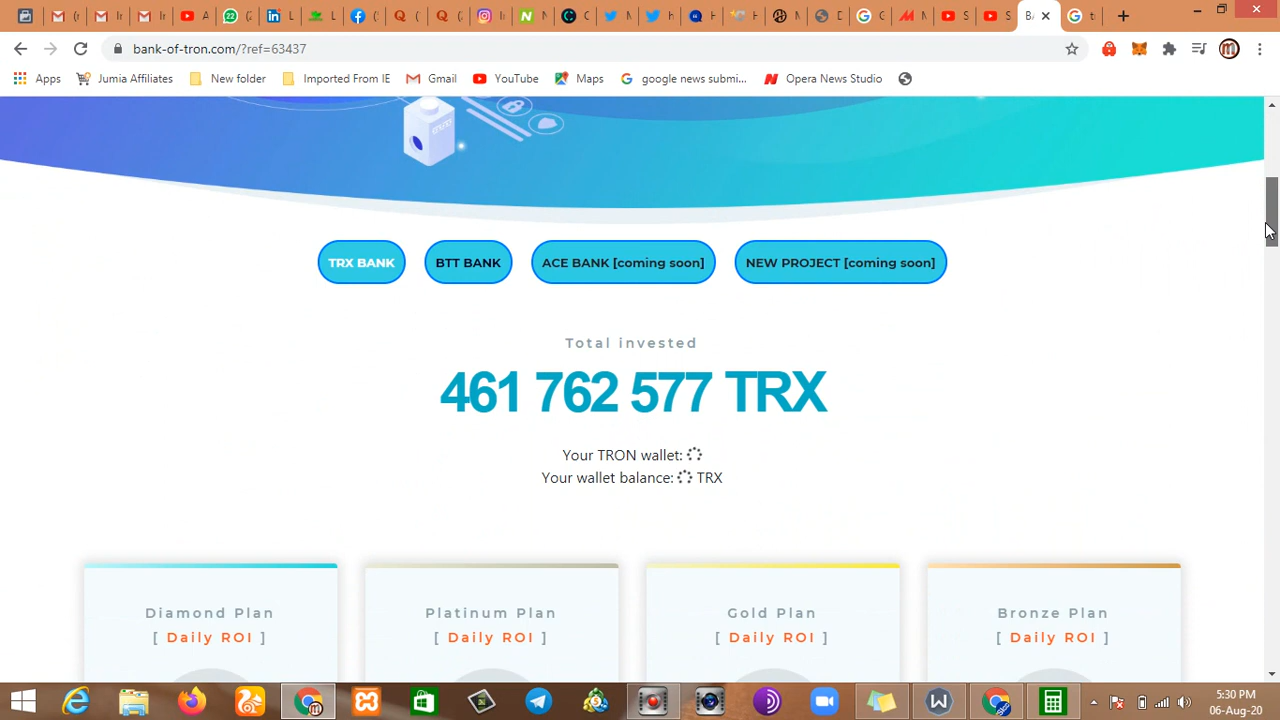 bank-of-tron.com/?ref=63437
Apps
Jumia Affiliates
New folder
Imported From IE
Gmail
YouTube
Maps
google news submi...
Opera News Studio
TRX BANK
BTT BANK
ACE BANK [coming soon]
NEW PROJECT [coming soon]
Total invested
461 762 577 TRX
Your TRON wallet:
Your wallet balance: TRX
Diamond Plan
[ Daily ROI ]
Platinum Plan
[ Daily ROI ]
Gold Plan
[ Daily ROI ]
Bronze Plan
[ Daily ROI ]
5:30 PM
06-Aug-20